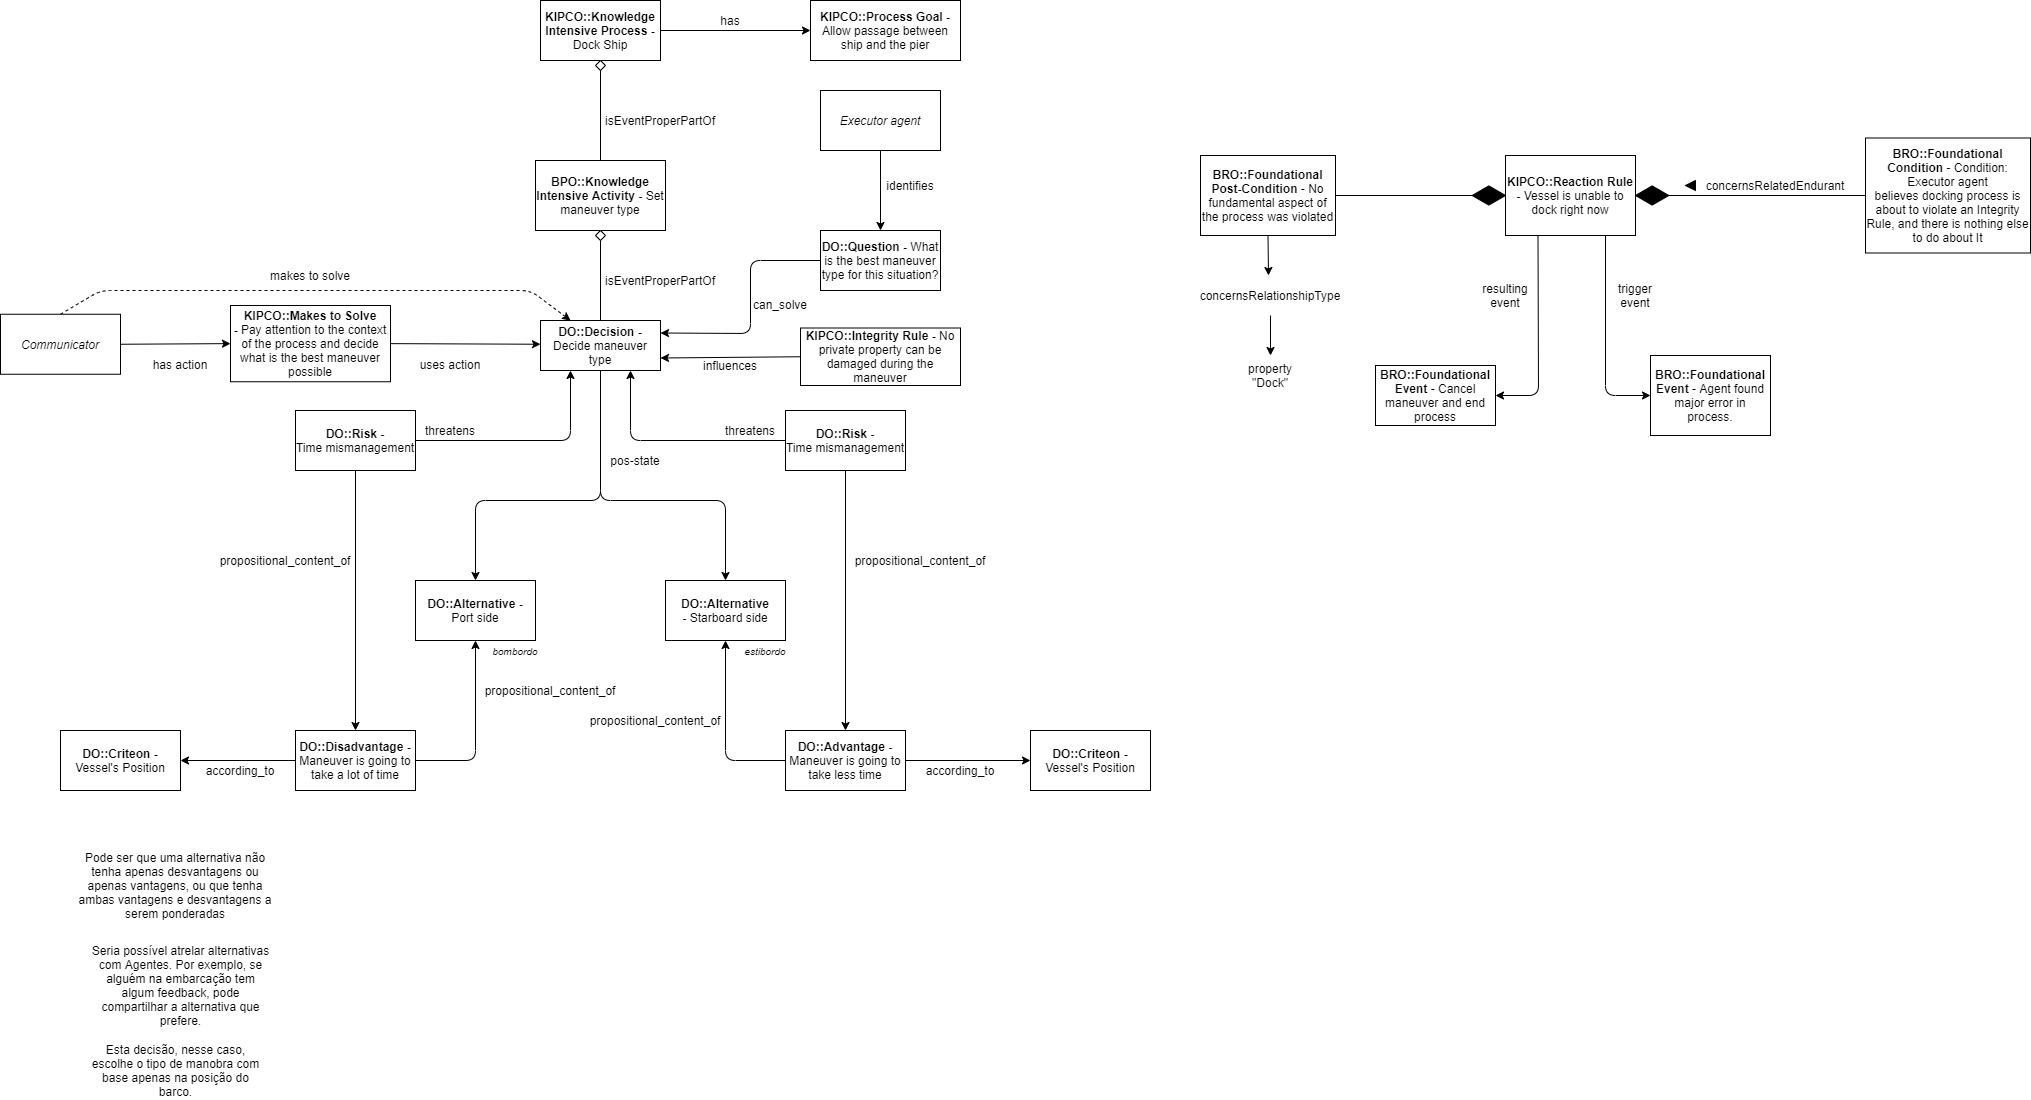 KIPCO::Knowledge
Intensive Process -
Dock Ship
has
KIPCO::Process Goal -
Allow passage between
ship and the pier
isEventProperPartOf
Executor agent
identifies
BPO::Knowledge
Intensive Activity - Set
maneuver type
isEventProperPartOf
DO::Question - What
is the best maneuver
type for this situation?
can_solve
makes to solve
Communicator
has action
KIPCO::Makes to Solve
- Pay attention to the context
of the process and decide
what is the best maneuver
possible
uses action
DO::Decision -
Decide maneuver
type
influences
KIPCO::Integrity Rule - No
private property can be
damaged during the
maneuver
DO::Risk -
Time mismanagement
threatens
threatens
DO::Risk -
Time mismanagement
pos-state
propositional_content_of
propositional_content_of
DO::Alternative -
Port side
bombordo
DO::Alternative
- Starboard side
estibordo
propositional_content_of
propositional_content_of
DO::Criteon -
Vessel's Position
according_to
DO::Disadvantage -
Maneuver is going to
take a lot of time
DO::Advantage -
Maneuver is going to
take less time
according_to
DO::Criteon -
Vessel's Position
BRO::Foundational
Post-Condition - No
fundamental aspect of
the process was violated
KIPCO::Reaction Rule
- Vessel is unable to
dock right now
concernsRelatedEndurant
BRO::Foundational
Condition - Condition:
Executor agent
believes docking process is
about to violate an Integrity
Rule, and there is nothing else
to do about It
concernsRelationshipType
property
"Dock"
resulting
event
trigger
event
BRO::Foundational
Event - Cancel
maneuver and end
process
BRO::Foundational
Event - Agent found
major error in
process.
Pode ser que uma alternativa não
tenha apenas desvantagens ou
apenas vantagens, ou que tenha
ambas vantagens e desvantagens a
serem ponderadas
Seria possível atrelar alternativas
com Agentes. Por exemplo, se
alguém na embarcação tem
algum feedback, pode
compartilhar a alternativa que
prefere.
Esta decisão, nesse caso,
escolhe o tipo de manobra com
base apenas na posição do
barco.